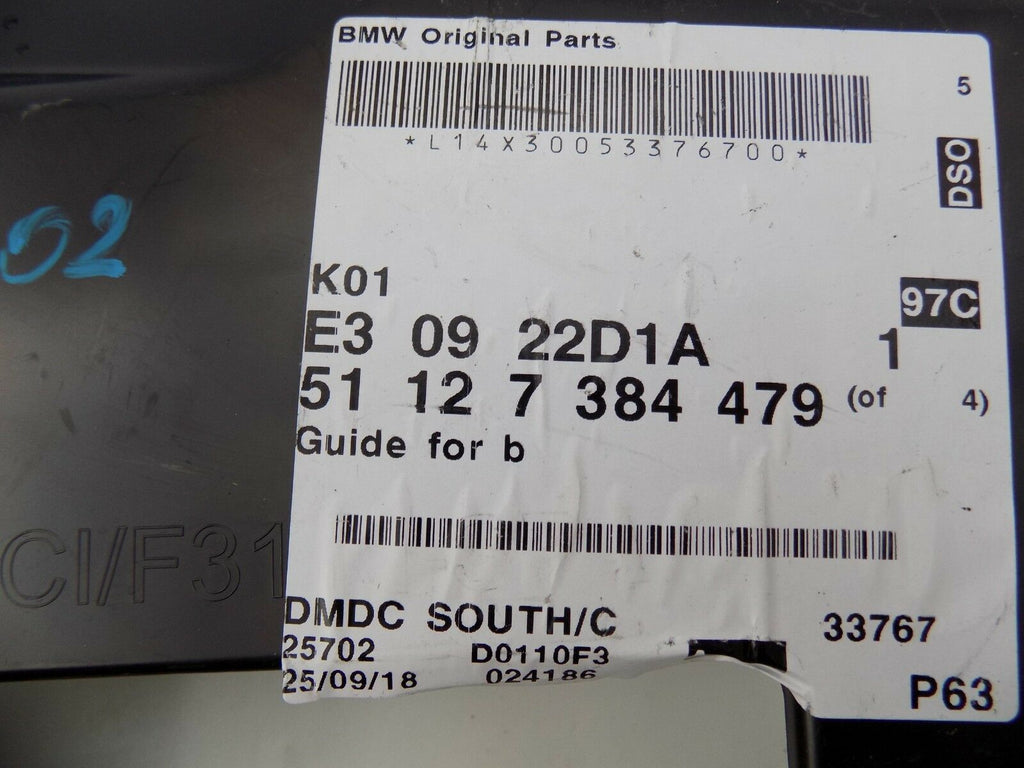 BMW Original Parts
5
*L14X30053376700*
DSO
02
K01
97C
E3 09 22D1A 1
51 12 7 384 479 (of 4)
Guide for b
CI/F31
DMDC SOUTH/C 33767
25702 D0110F3
25/09/18 024186
P63